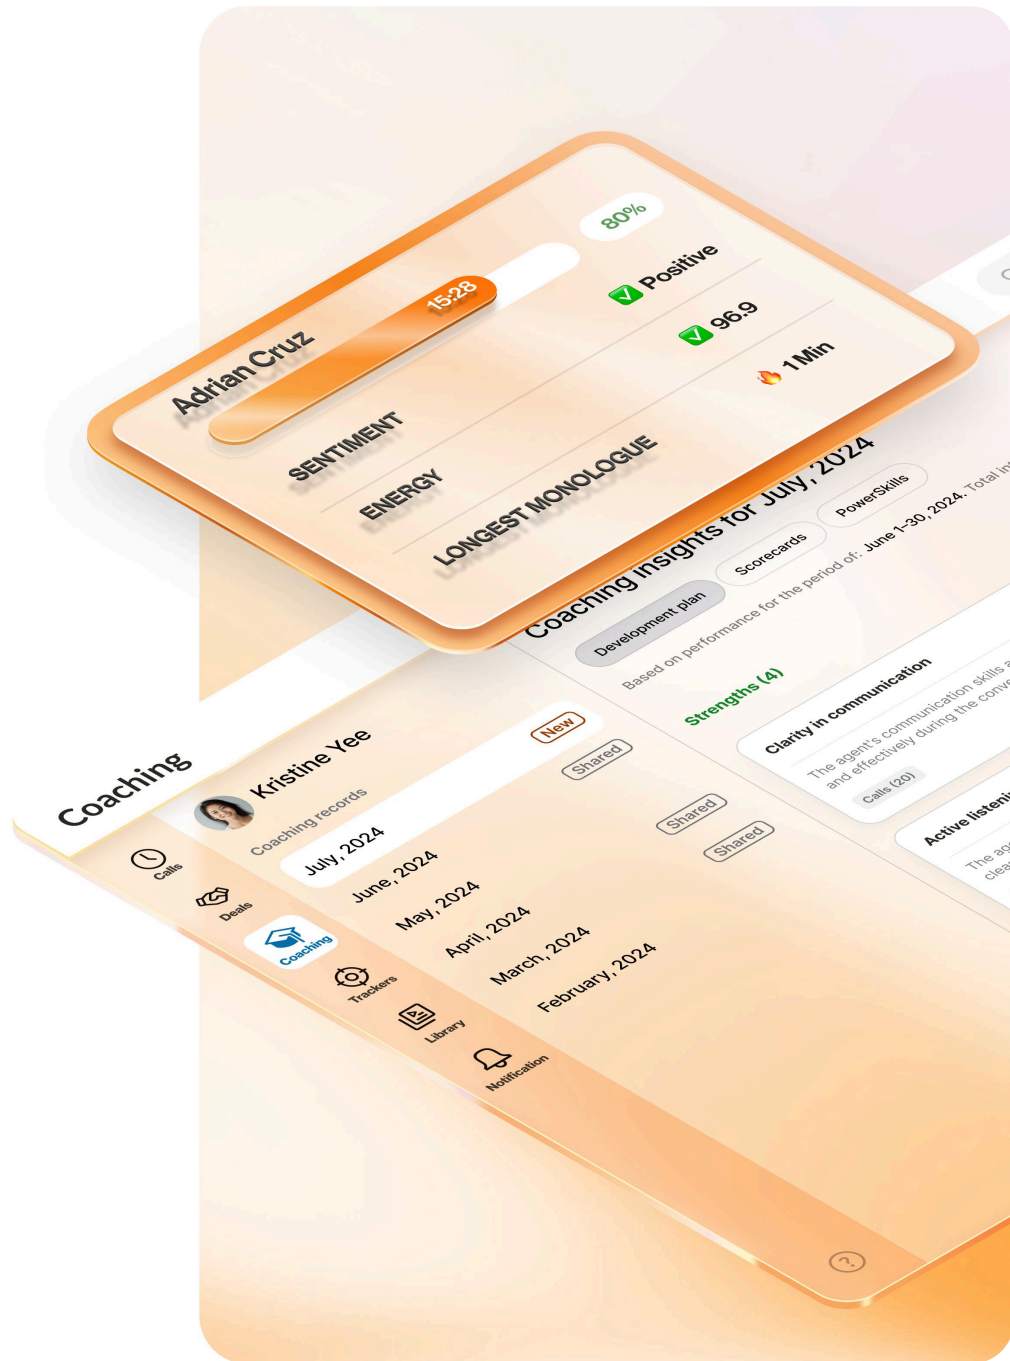 Adrian Cruz
15:28
80%
SENTIMENT
✅ Positive
ENERGY
✅ 96.9
LONGEST MONOLOGUE
🔥 1 Min
Coaching
Calls
Deals
Coaching
Trackers
Library
Notification
Kristine Yee
Coaching records
July, 2024
New
June, 2024
Shared
May, 2024
April, 2024
Shared
March, 2024
Shared
February, 2024
Coaching insights for July, 2024
Development plan
Scorecards
PowerSkills
Based on performance for the period of: June 1–30, 2024. Total
Strengths (4)
Clarity in communication
The agent's communication skills
and effectively during the
Calls (20)
Active
The
?